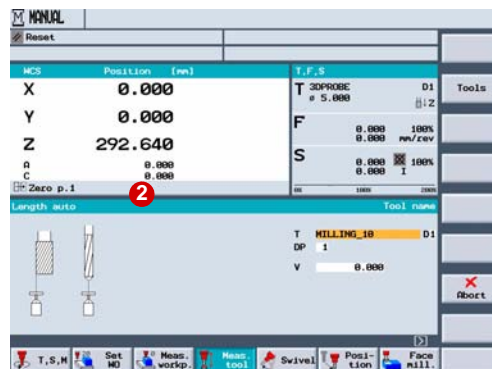 M MANUAL
Reset
WCS Position [mm] T,F,S
X 0.000 T 3DPROBE D1 Tools
ø 5.000 Z
Y 0.000
F 0.000 100%
0.000 mm/rev
Z 292.640
S 0.000 100%
A 0.000 0.000 I
C 0.000
Zero p.1
2
Length auto Tool name
T MILLING_10 D1
DP 1
V 0.000
Abort
T,S,M Set WO Meas. workp. Meas. tool Swivel Posi- tion Face mill.